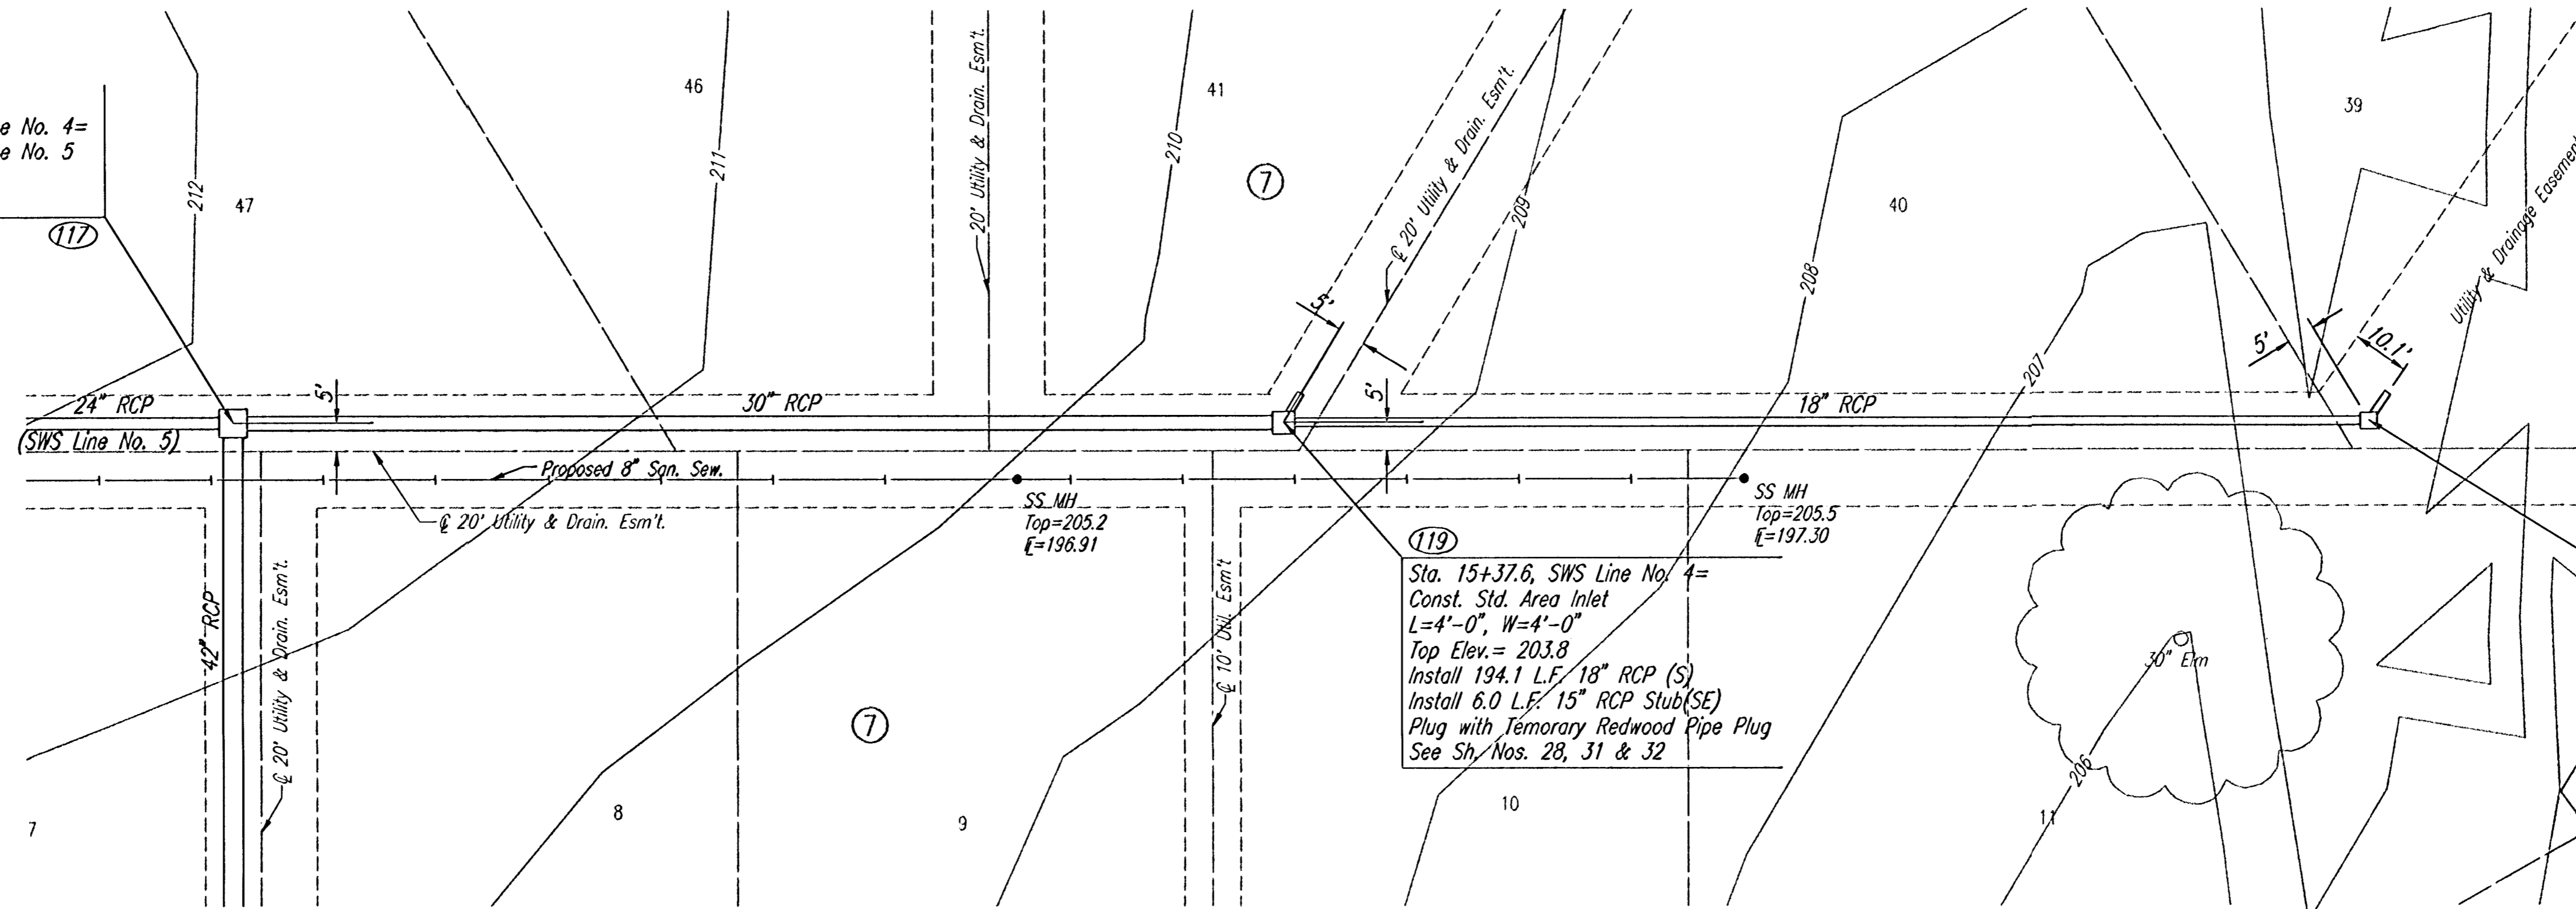 e No. 4=
e No. 5
117
212
47
46
211
20' Utility & Drain. Esm't.
210
41
7
℄ 20' Utility & Drain. Esm't.
209
40
208
207
39
Utility & Drainage Easement
5'
5'
10.1'
24" RCP
5'
30" RCP
5'
18" RCP
(SWS Line No. 5)
Proposed 8" San. Sew.
℄ 20' Utility & Drain. Esm't.
SS MH
Top=205.2
℄=196.91
SS MH
Top=205.5
℄=197.30
119
Sta. 15+37.6, SWS Line No. 4=
Const. Std. Area Inlet
L=4'-0", W=4'-0"
Top Elev.= 203.8
Install 194.1 L.F. 18" RCP (S)
Install 6.0 L.F. 15" RCP Stub(SE)
Plug with Temorary Redwood Pipe Plug
See Sh. Nos. 28, 31 & 32
42" RCP
℄ 20' Utility & Drain. Esm't.
℄ 10' Util. Esm't
30" Elm
206
7
7
8
9
10
11